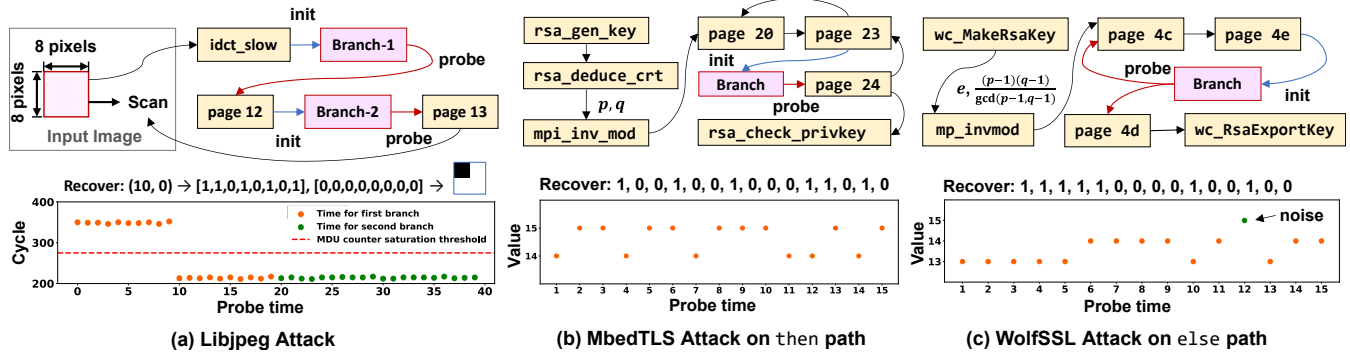 8 pixels
8 pixels
Scan
Input Image
idct_slow
init
Branch-1
probe
page 12
init
Branch-2
probe
page 13
Recover: (10, 0) → [1,1,0,1,0,1,0,1], [0,0,0,0,0,0,0,0] →
400
300
200
Cycle
Time for first branch
Time for second branch
MDU counter saturation threshold
0 5 10 15 20 25 30 35 40
Probe time
(a) Libjpeg Attack
rsa_gen_key
rsa_deduce_crt
p, q
mpi_inv_mod
page 20
page 23
init
Branch
page 24
probe
rsa_check_privkey
Recover: 1, 0, 0, 1, 0, 0, 1, 0, 0, 0, 1, 1, 0, 1, 0
15
14
Value
1 2 3 4 5 6 7 8 9 10 11 12 13 14 15
Probe time
(b) MbedTLS Attack on then path
wc_MakeRsaKey
e, (p−1)(q−1)
gcd(p−1,q−1)
mp_invmod
page 4c
page 4e
probe
Branch
init
page 4d
wc_RsaExportKey
Recover: 1, 1, 1, 1, 1, 0, 0, 0, 0, 1, 0, 0, 1, 0, 0
15
14
13
Value
noise
1 2 3 4 5 6 7 8 9 10 11 12 13 14 15
Probe time
(c) WolfSSL Attack on else path